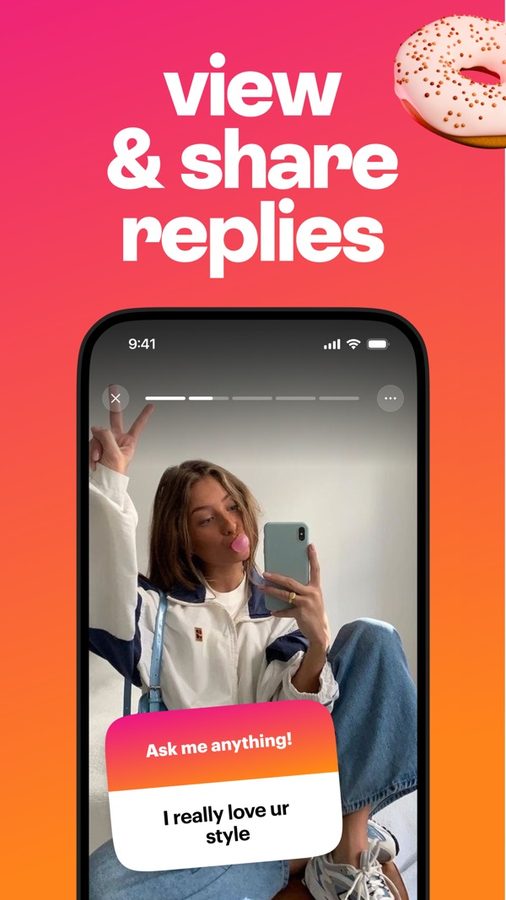 view
& share
replies
9:41
Ask me anything!
I really love ur
style